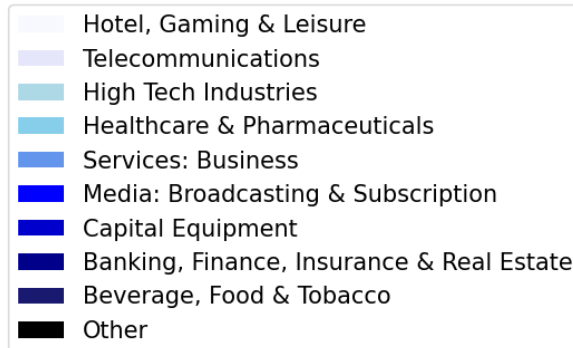 Hotel, Gaming & Leisure
Telecommunications
High Tech Industries
Healthcare & Pharmaceuticals
Services: Business
Media: Broadcasting & Subscription
Capital Equipment
Banking, Finance, Insurance & Real Estate
Beverage, Food & Tobacco
Other